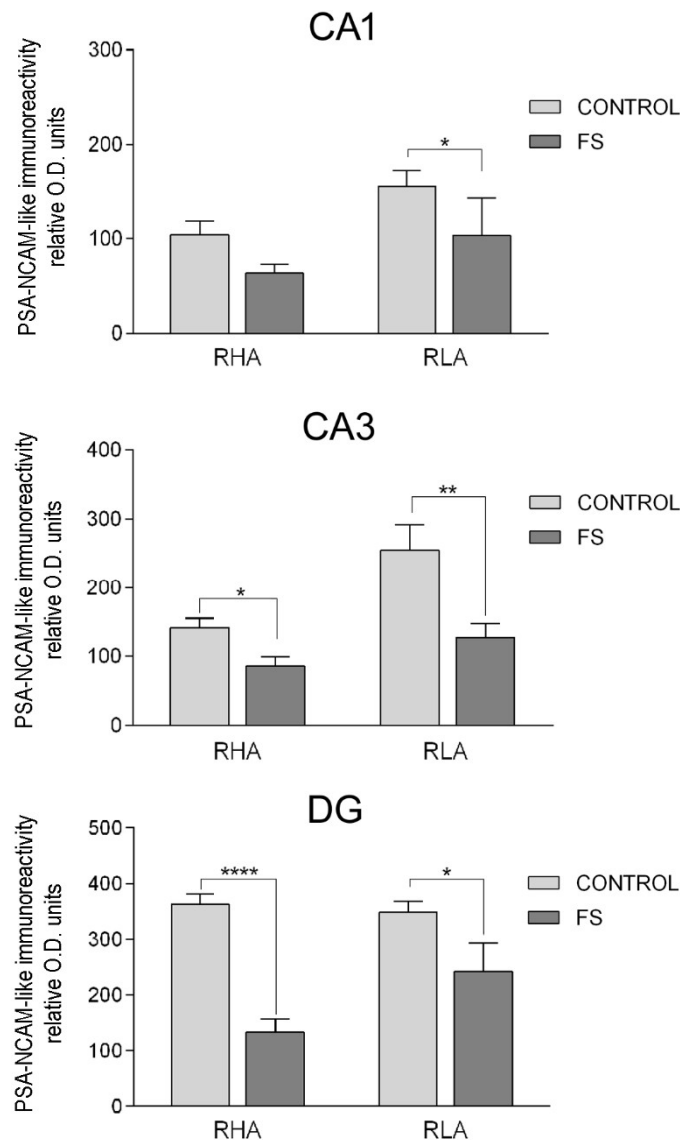 CA1
PSA-NCAM-like immunoreactivity
relative O.D. units
300
200
100
0
*
RHA
RLA
CONTROL
FS
CA3
PSA-NCAM-like immunoreactivity
relative O.D. units
400
300
200
100
0
*
**
RHA
RLA
CONTROL
FS
DG
PSA-NCAM-like immunoreactivity
relative O.D. units
500
400
300
200
100
0
****
*
RHA
RLA
CONTROL
FS